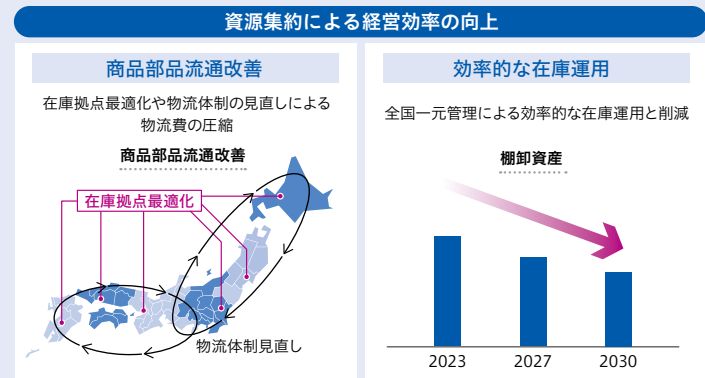 資源集約による経営効率の向上
商品部品流通改善
在庫拠点最適化や物流体制の見直しによる
物流費の圧縮
商品部品流通改善
在庫拠点最適化
物流体制見直し
効率的な在庫運用
全国一元管理による効率的な在庫運用と削減
棚卸資産
2023
2027
2030